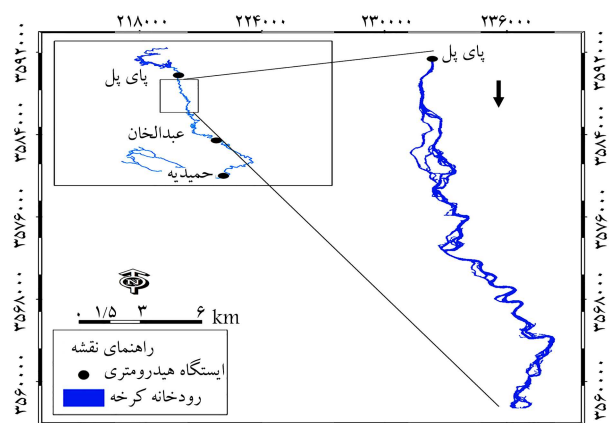 ۲۱۸۰۰۰ ۲۲۴۰۰۰ ۲۳۰۰۰۰ ۲۳۶۰۰۰
۳۵۹۲۰۰۰ ۳۵۸۴۰۰۰ ۳۵۷۶۰۰۰ ۳۵۶۸۰۰۰ ۳۵۶۰۰۰۰
پای پل
عبدالخان
حمیدیه
پای پل
۳۵۹۲۰۰۰ ۳۵۸۴۰۰۰ ۳۵۷۶۰۰۰ ۳۵۶۸۰۰۰ ۳۵۶۰۰۰۰
N
۰ ۱/۵ ۳ ۶ km
راهنمای نقشه
ایستگاه هیدرومتری
رودخانه کرخه